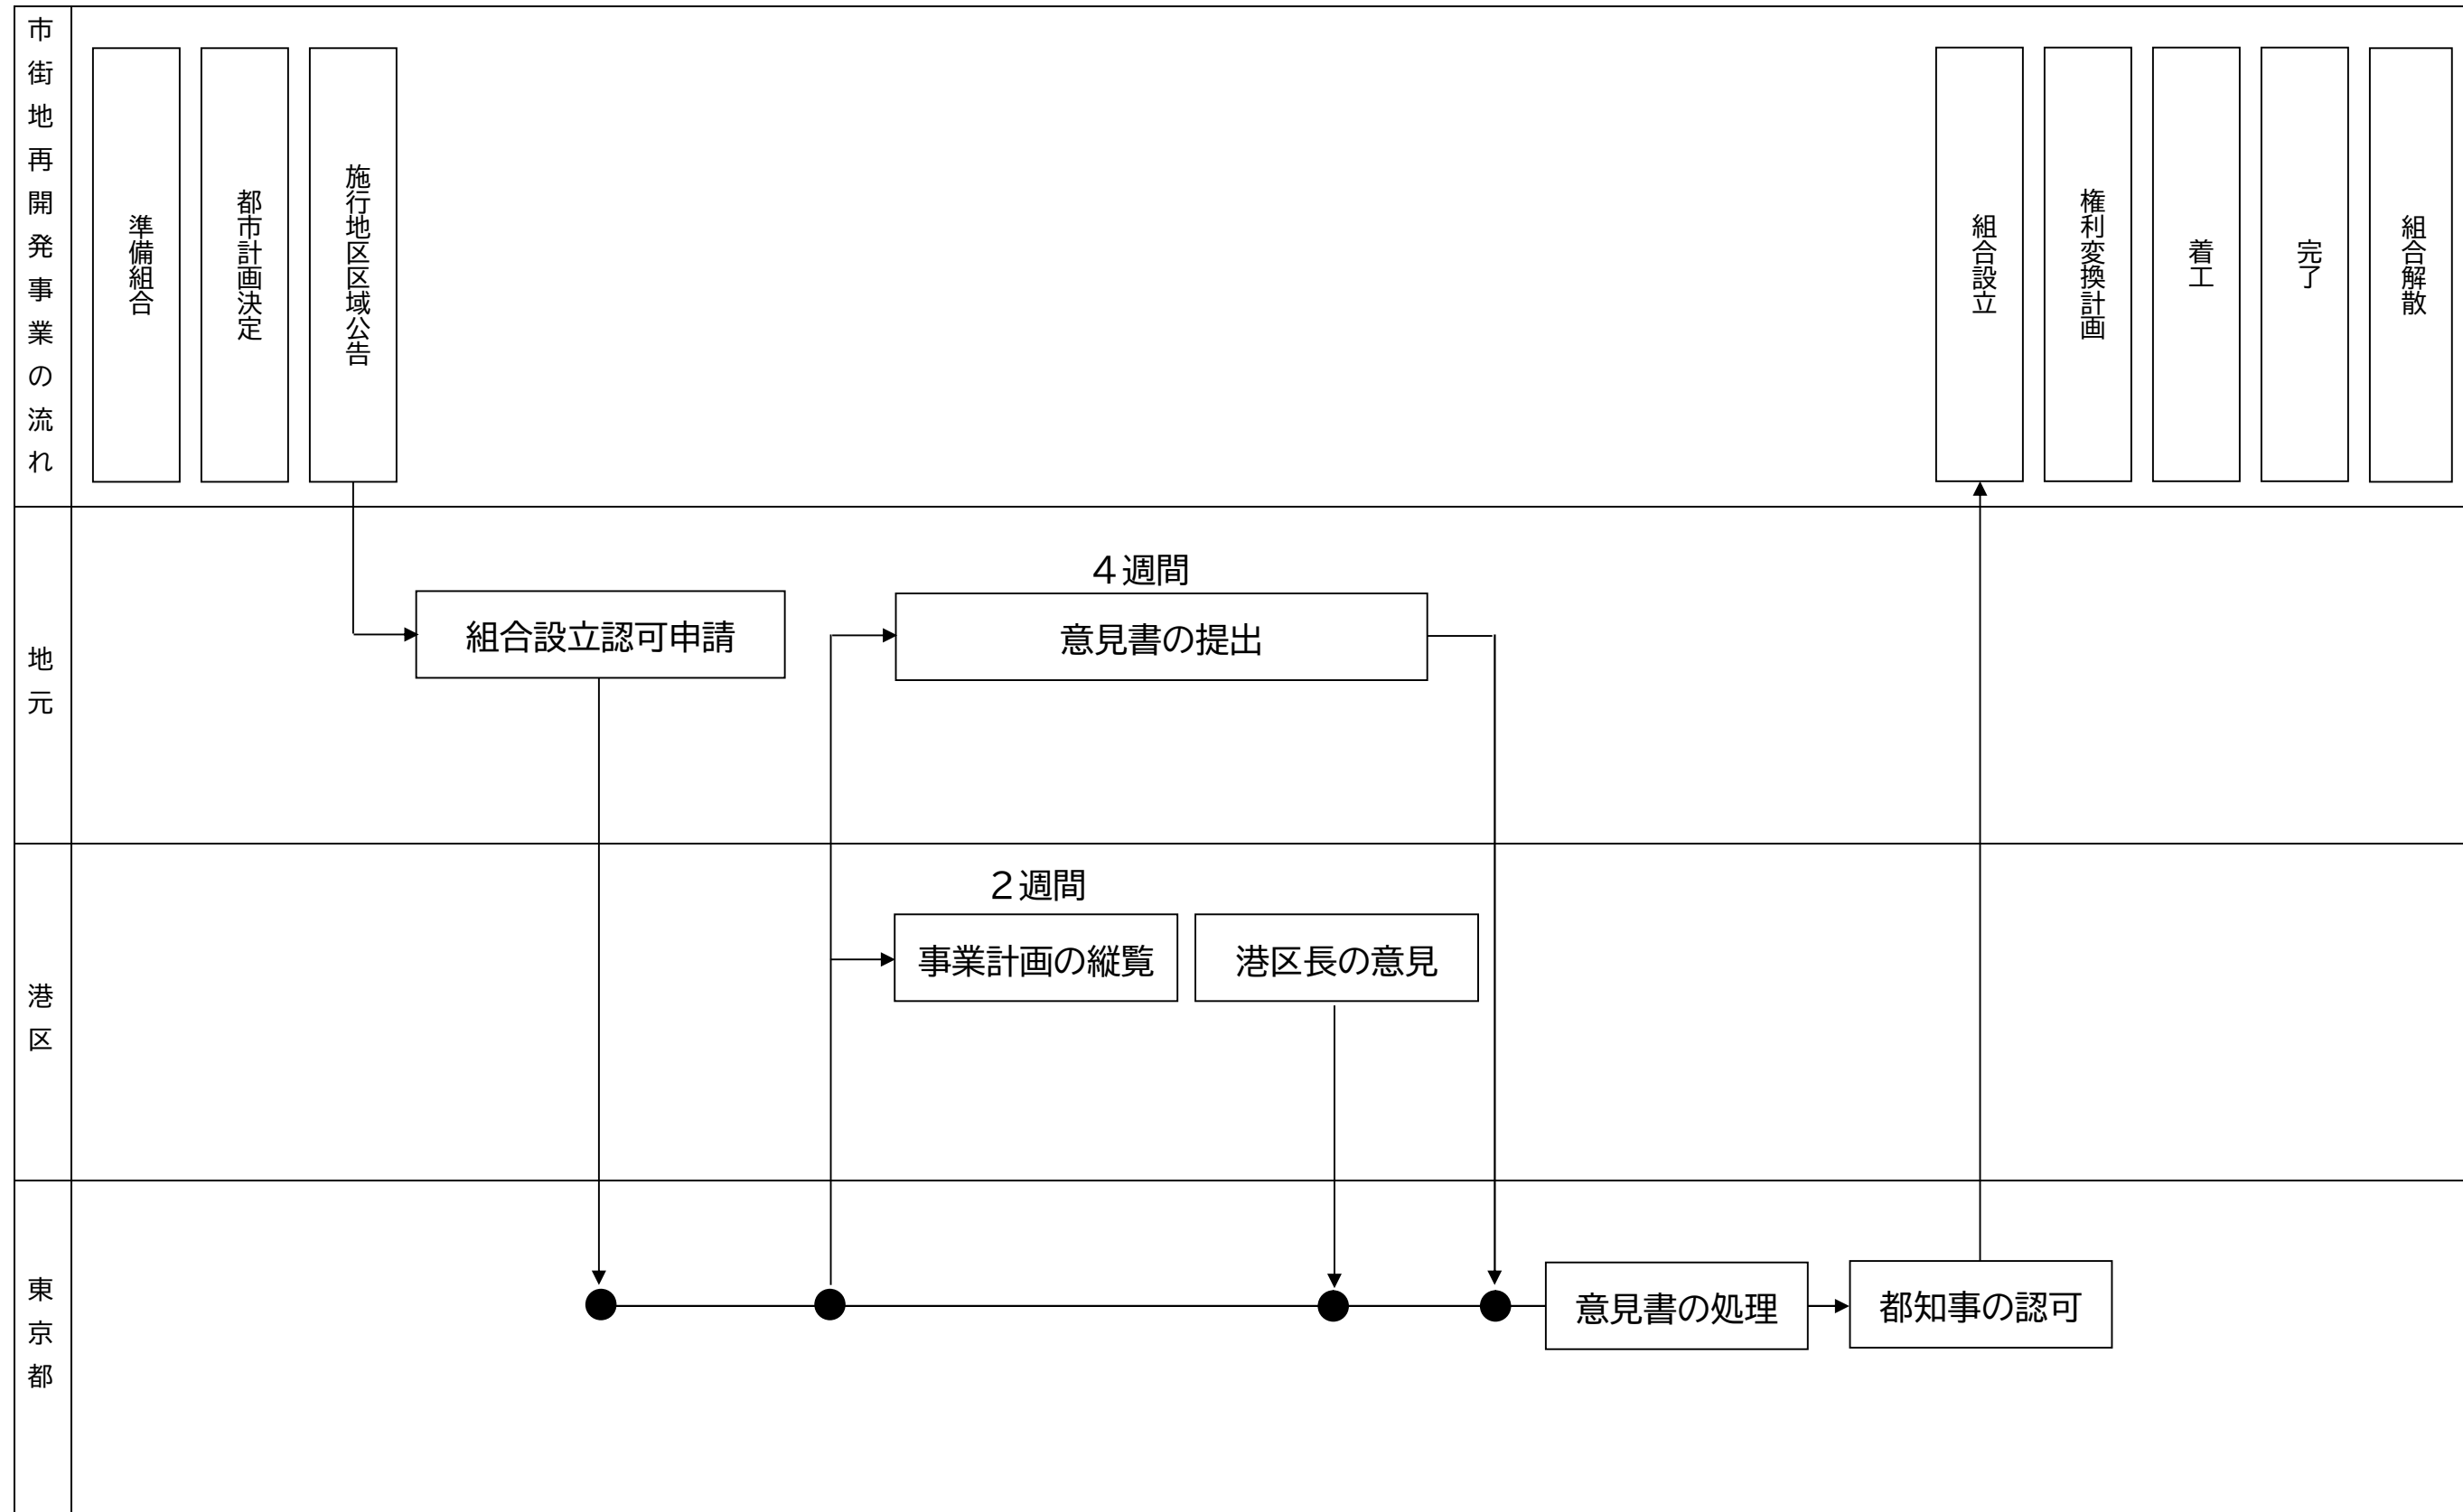 市街地再開発事業の流れ
準備組合
都市計画決定
施行地区区域公告
組合設立
権利変換計画
着工
完了
組合解散
地元
組合設立認可申請
４週間
意見書の提出
港区
２週間
事業計画の縦覧
港区長の意見
東京都
意見書の処理
都知事の認可